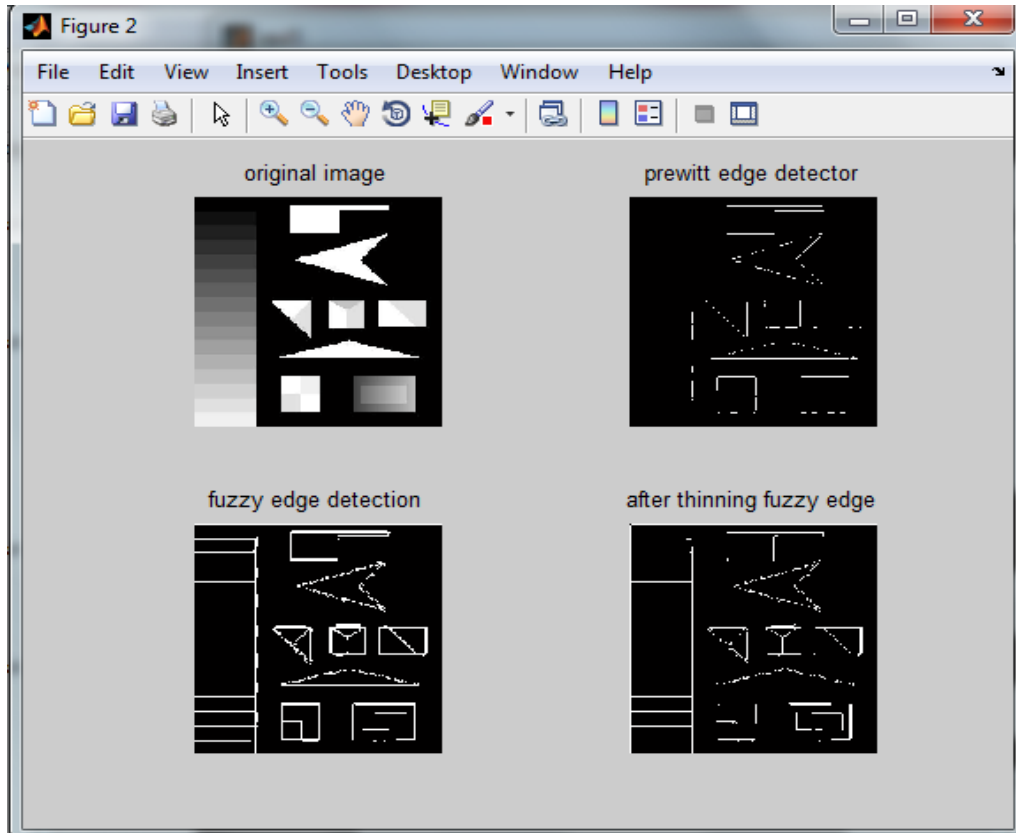 Figure 2
File Edit View Insert Tools Desktop Window Help
original image
prewitt edge detector
fuzzy edge detection
after thinning fuzzy edge